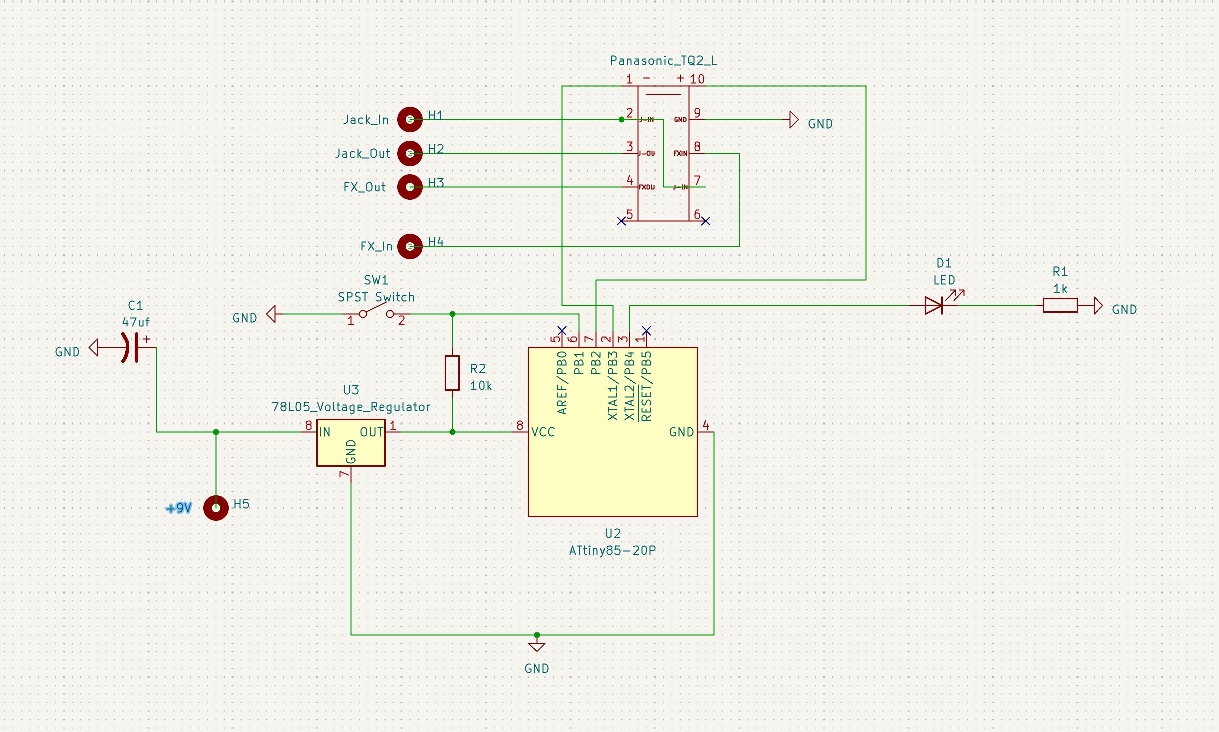 Panasonic_TQ2_L
1 - + 10
Jack_In H1 2 J-IN GND 9 GND
Jack_Out H2 3 J-OU FXIN 8
FX_Out H3 4 FXOU J-IN 7
5 6
FX_In H4
SW1
SPST Switch
GND 1 2
D1
LED
R1
1k
GND
C1
47uf
GND +
5 6 7 2 3 1
AREF/PB0 PB1 PB2 XTAL1/PB3 XTAL2/PB4 RESET/PB5
R2
10k
U3
78L05_Voltage_Regulator
8 IN OUT 1 GND 7
8 VCC GND 4
+9V H5
U2
ATtiny85-20P
GND